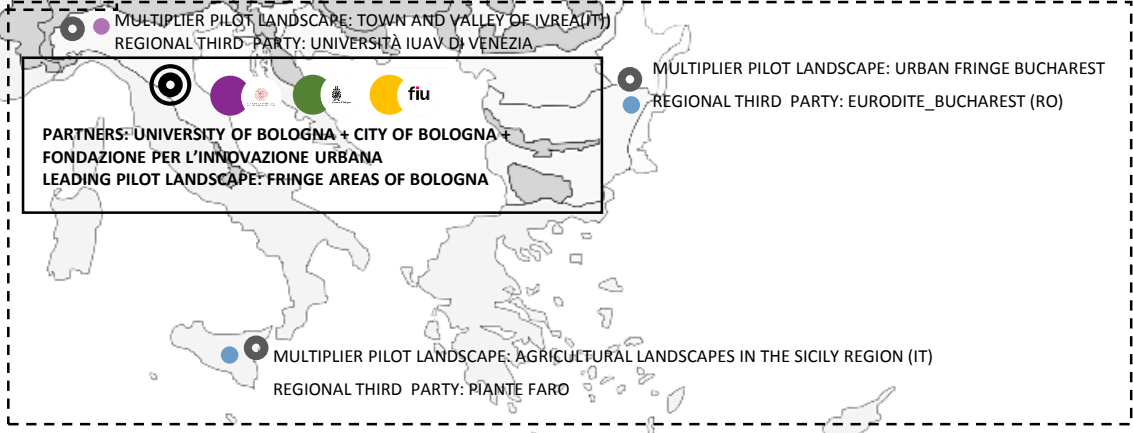 MULTIPLIER PILOT LANDSCAPE: TOWN AND VALLEY OF IVREA(IT)
REGIONAL THIRD PARTY: UNIVERSITÀ IUAV DI VENEZIA
MULTIPLIER PILOT LANDSCAPE: URBAN FRINGE BUCHAREST
REGIONAL THIRD PARTY: EURODITE_BUCHAREST (RO)
fiu
PARTNERS: UNIVERSITY OF BOLOGNA + CITY OF BOLOGNA +
FONDAZIONE PER L'INNOVAZIONE URBANA
LEADING PILOT LANDSCAPE: FRINGE AREAS OF BOLOGNA
MULTIPLIER PILOT LANDSCAPE: AGRICULTURAL LANDSCAPES IN THE SICILY REGION (IT)
REGIONAL THIRD PARTY: PIANTE FARO